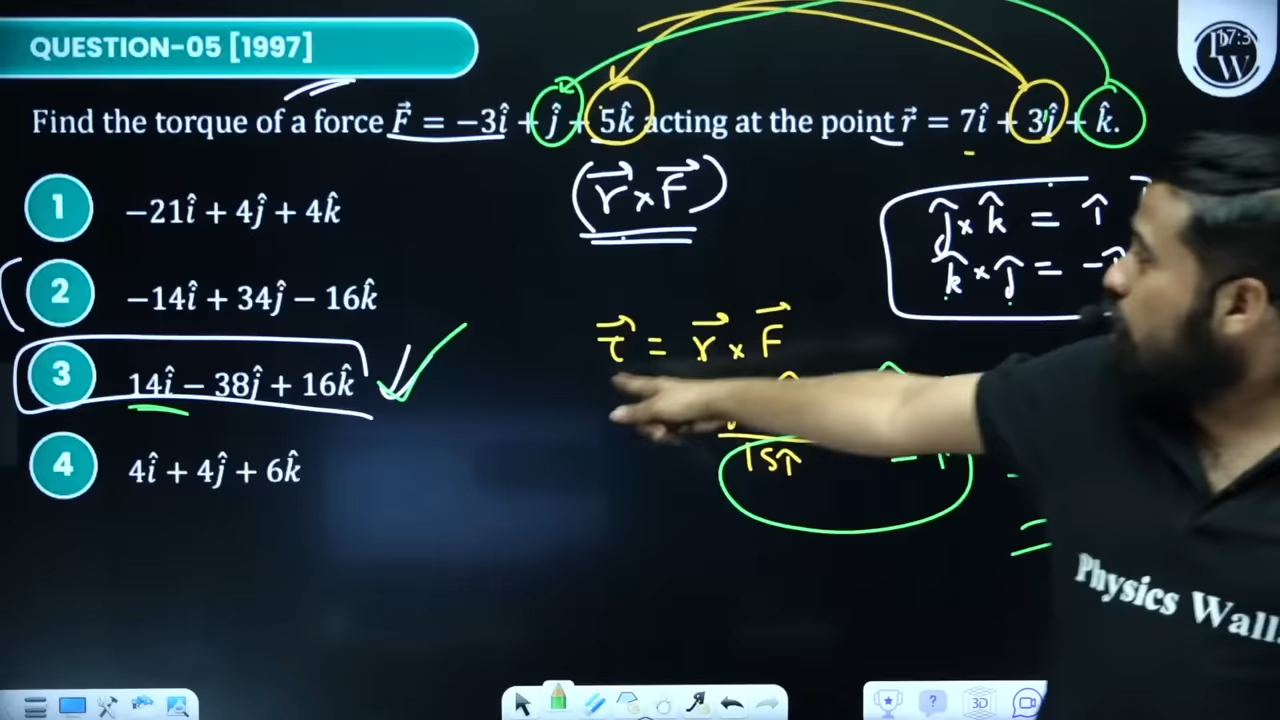 QUESTION-05 [1997]
Find the torque of a force F⃗ = −3î + ĵ + 5k̂ acting at the point r⃗ = 7î + 3ĵ + k̂.
1 −21î + 4ĵ + 4k̂
2 −14î + 34ĵ − 16k̂
3 14î − 38ĵ + 16k̂
4 4î + 4ĵ + 6k̂
(r⃗ × F⃗)
ĵ × k̂ = î
k̂ × ĵ = −î
τ⃗ = r⃗ × F⃗
15î − î
Physics Wall
3D